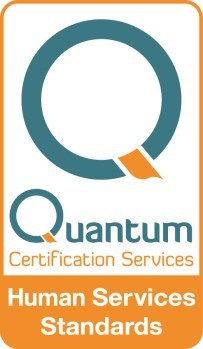 Quantum
Certification Services
Human Services
Standards